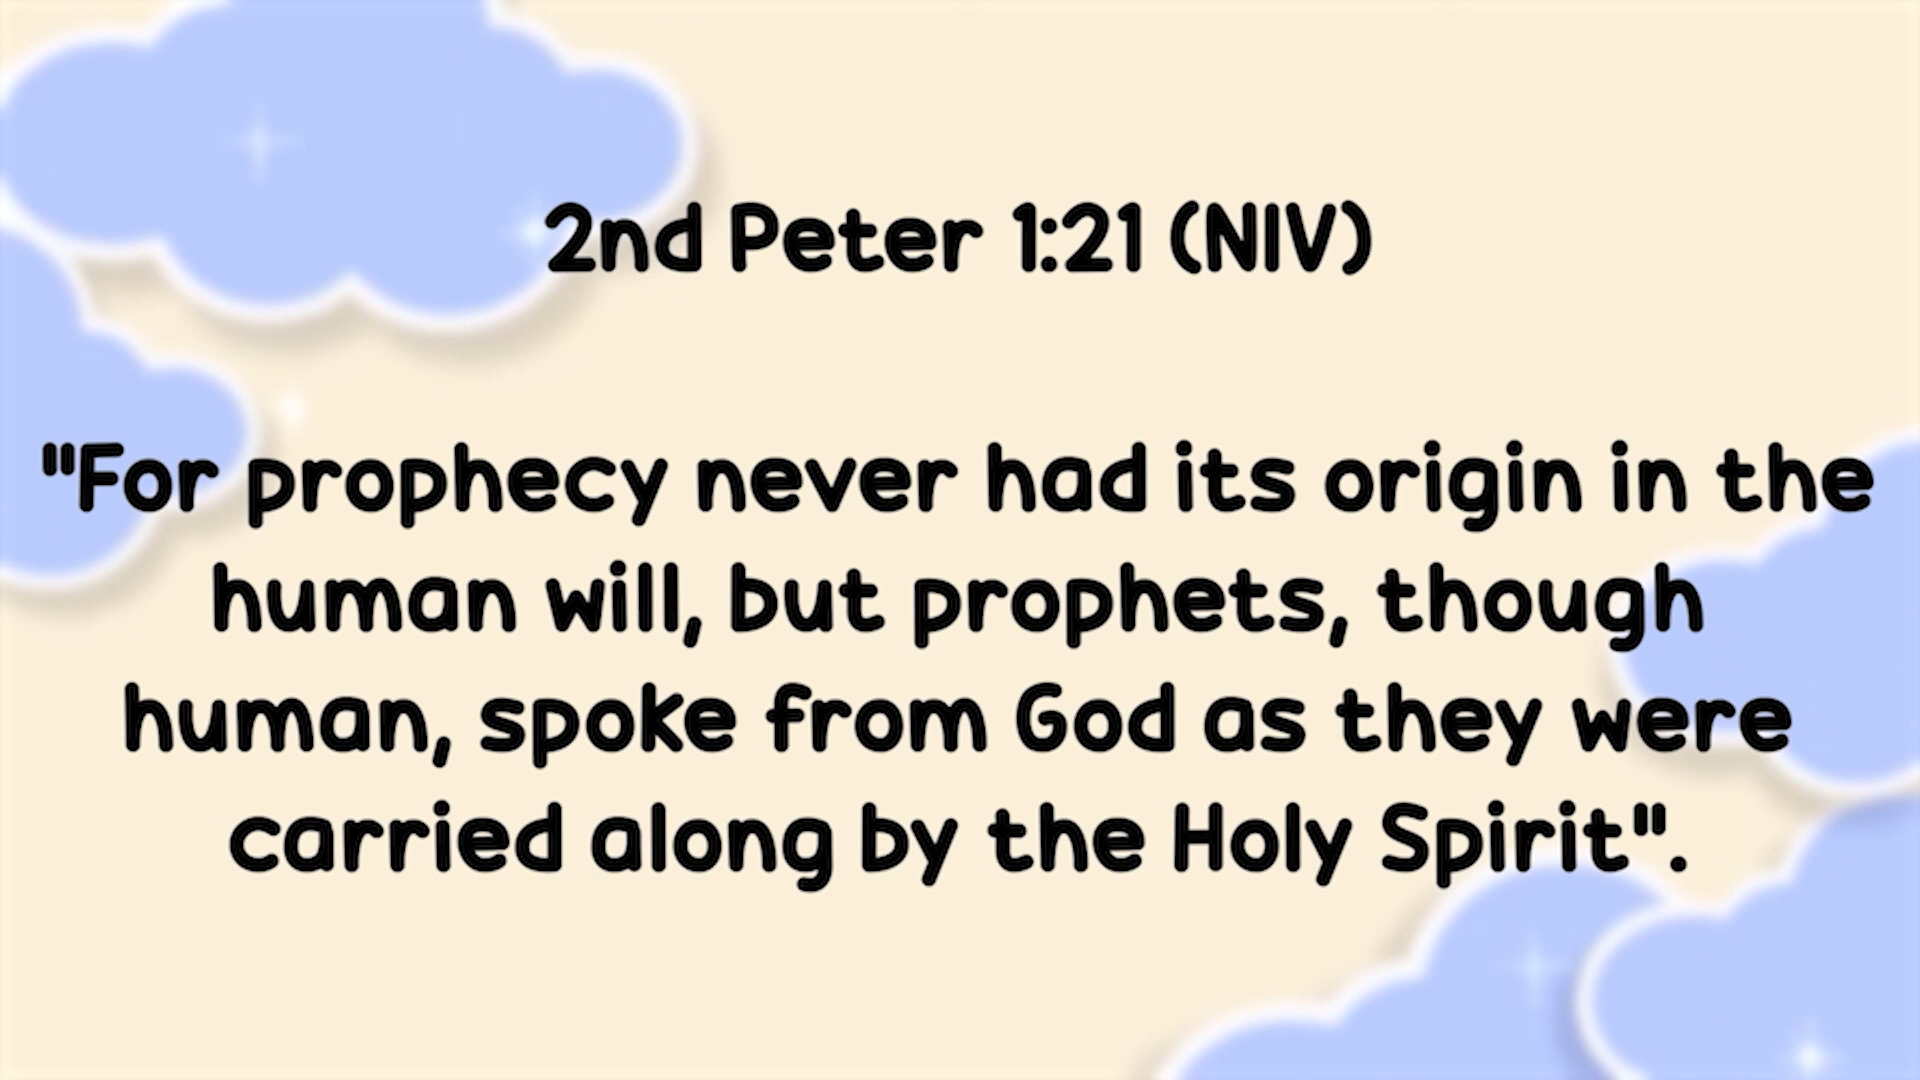 2nd Peter 1:21 (NIV)
"For prophecy never had its origin in the
human will, but prophets, though
human, spoke from God as they were
carried along by the Holy Spirit".